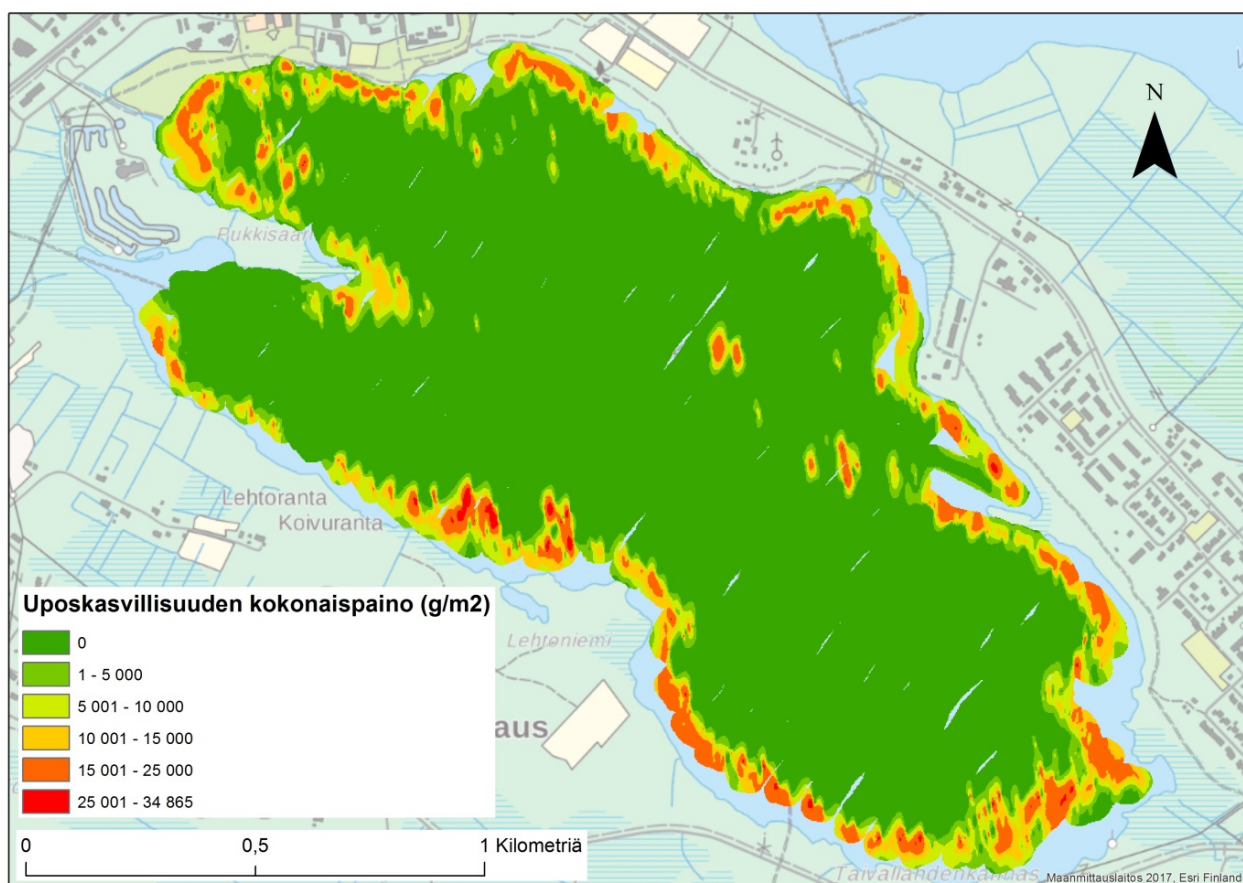 N
Pukkisaari
Lehtoranta
Koivuranta
Lehtoniemi
aus
Uposkasvillisuuden kokonaispaino (g/m2)
0
1 - 5 000
5 001 - 10 000
10 001 - 15 000
15 001 - 25 000
25 001 - 34 865
0
0,5
1 Kilometriä
Taivallahdenkangas
Maanmittauslaitos 2017, Esri Finland